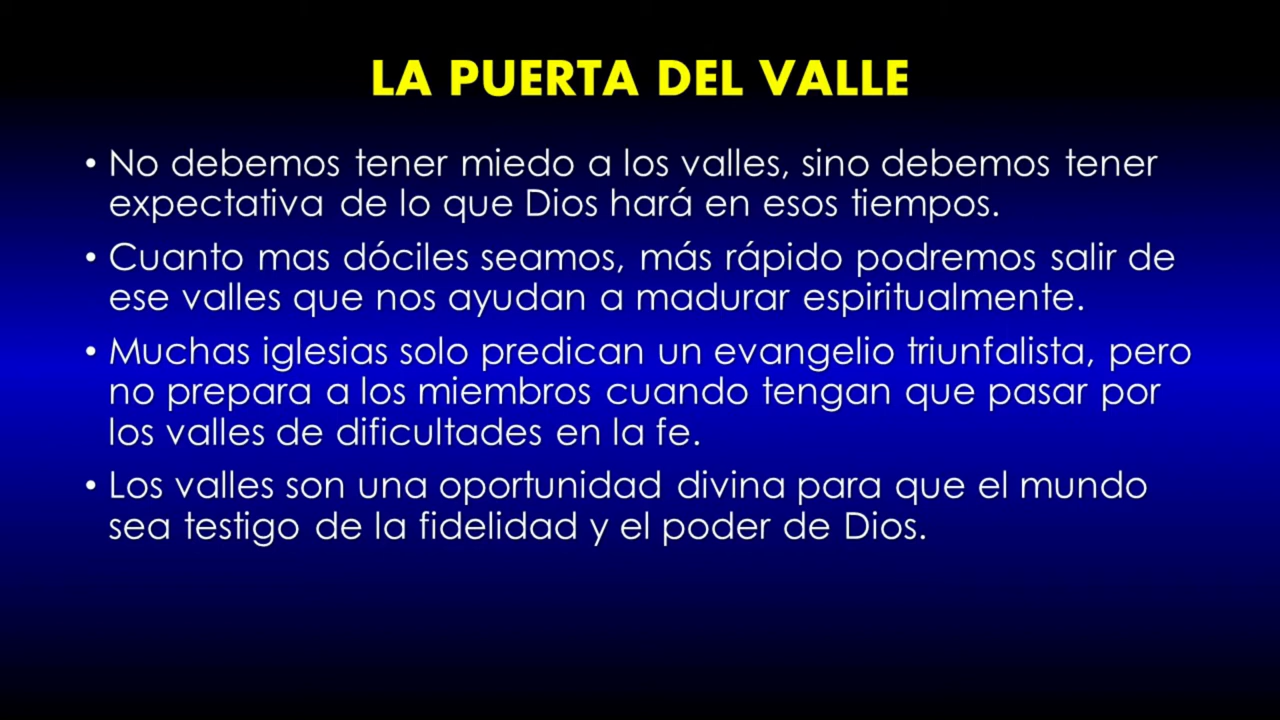 LA PUERTA DEL VALLE
• No debemos tener miedo a los valles, sino debemos tener
expectativa de lo que Dios hará en esos tiempos.
• Cuanto mas dóciles seamos, más rápido podremos salir de
ese valles que nos ayudan a madurar espiritualmente.
• Muchas iglesias solo predican un evangelio triunfalista, pero
no prepara a los miembros cuando tengan que pasar por
los valles de dificultades en la fe.
• Los valles son una oportunidad divina para que el mundo
sea testigo de la fidelidad y el poder de Dios.